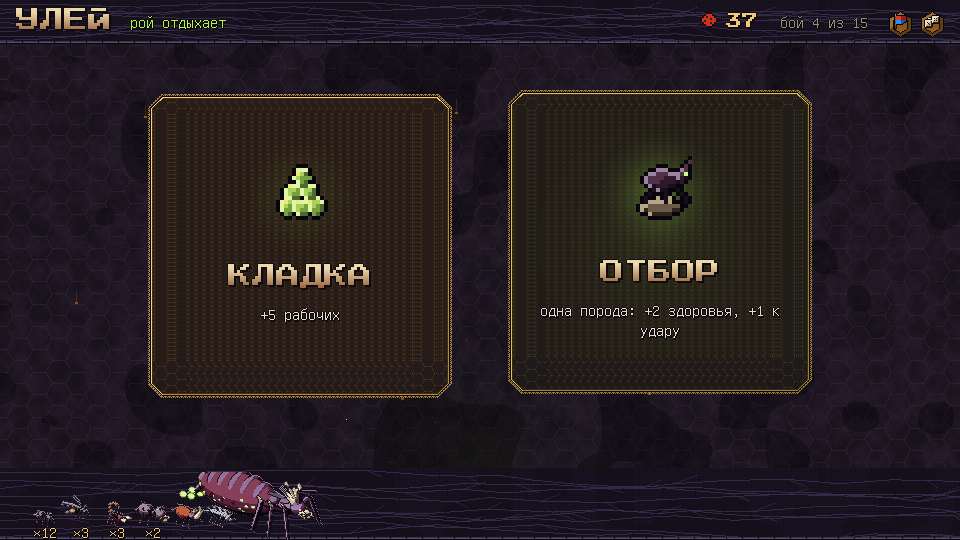 УЛЕЙ
рой отдыхает
37
бой 4 из 15
КЛАДКА
+5 рабочих
ОТБОР
одна порода: +2 здоровья, +1 к
удару
×12 ×3 ×3 ×2